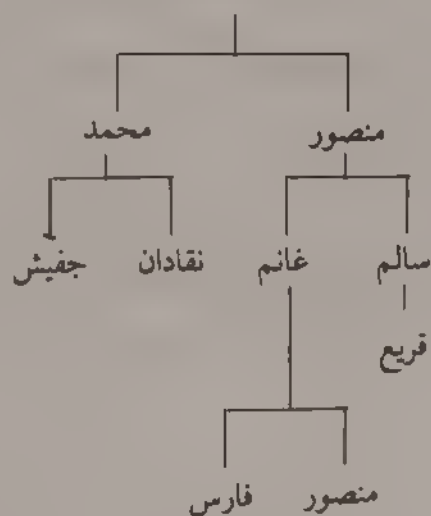 منصور محمد
سالم غانم نقادان جفيش
فريع
منصور فارس